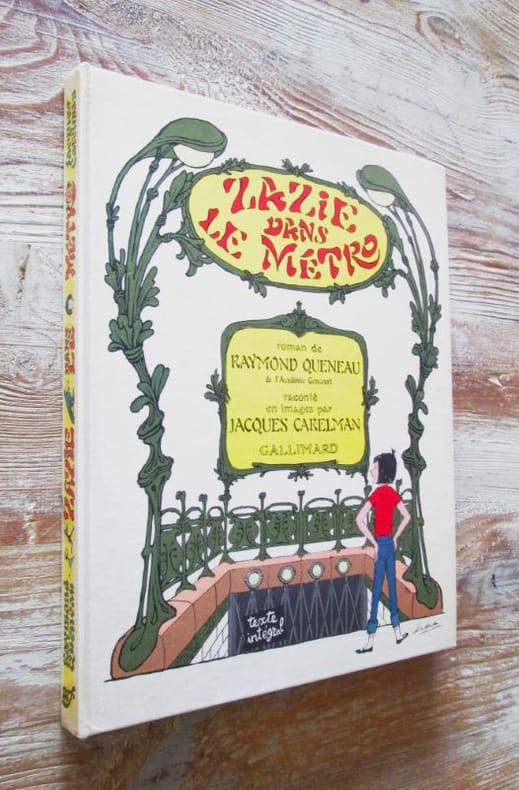 ZAZIE
DANS
LE MÉTRO
roman de
RAYMOND QUENEAU
de l'Académie Goncourt
raconté
en images par
JACQUES CARELMAN
GALLIMARD
texte
intégral